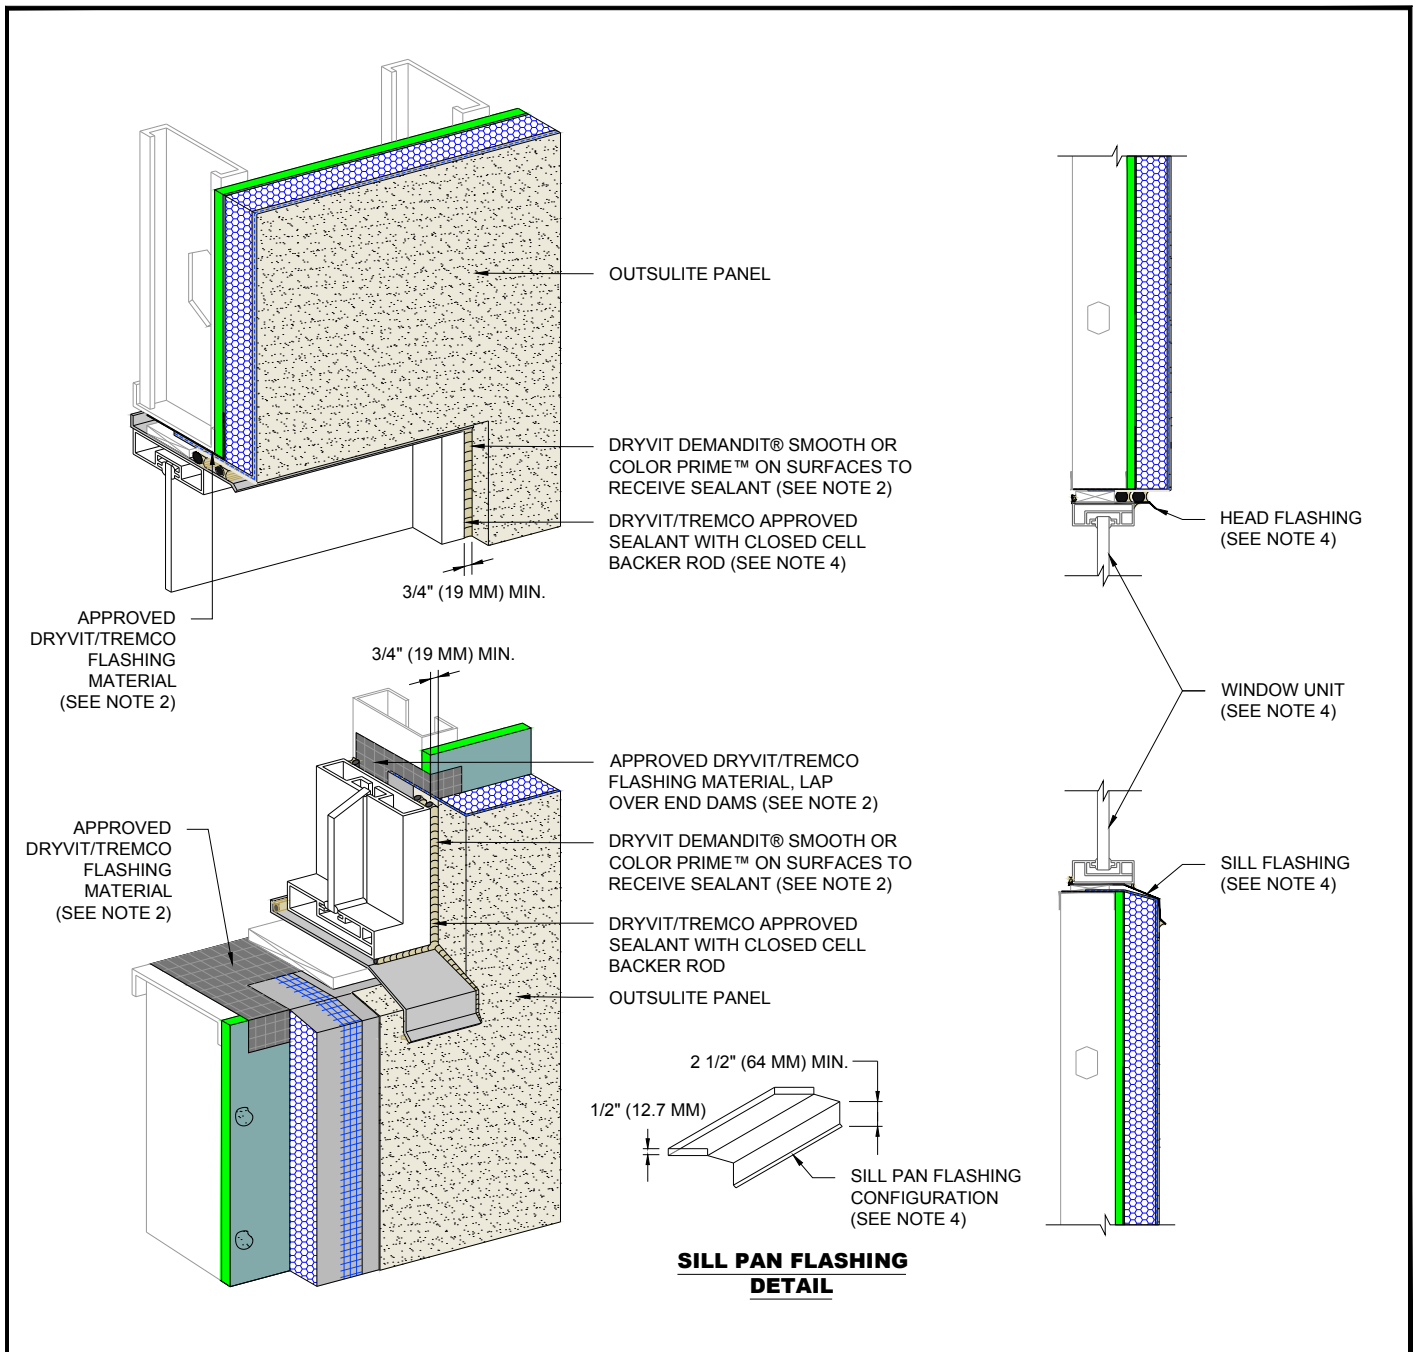 OUTSULITE PANEL
DRYVIT DEMANDIT® SMOOTH OR
COLOR PRIME™ ON SURFACES TO
RECEIVE SEALANT (SEE NOTE 2)
DRYVIT/TREMCO APPROVED
SEALANT WITH CLOSED CELL
BACKER ROD (SEE NOTE 4)
3/4" (19 MM) MIN.
APPROVED
DRYVIT/TREMCO
FLASHING
MATERIAL
(SEE NOTE 2)
HEAD FLASHING
(SEE NOTE 4)
WINDOW UNIT
(SEE NOTE 4)
SILL FLASHING
(SEE NOTE 4)
3/4" (19 MM) MIN.
APPROVED DRYVIT/TREMCO
FLASHING MATERIAL, LAP
OVER END DAMS (SEE NOTE 2)
APPROVED
DRYVIT/TREMCO
FLASHING
MATERIAL
(SEE NOTE 2)
DRYVIT DEMANDIT® SMOOTH OR
COLOR PRIME™ ON SURFACES TO
RECEIVE SEALANT (SEE NOTE 2)
DRYVIT/TREMCO APPROVED
SEALANT WITH CLOSED CELL
BACKER ROD
OUTSULITE PANEL
2 1/2" (64 MM) MIN.
1/2" (12.7 MM)
SILL PAN FLASHING
CONFIGURATION
(SEE NOTE 4)
SILL PAN FLASHING
DETAIL